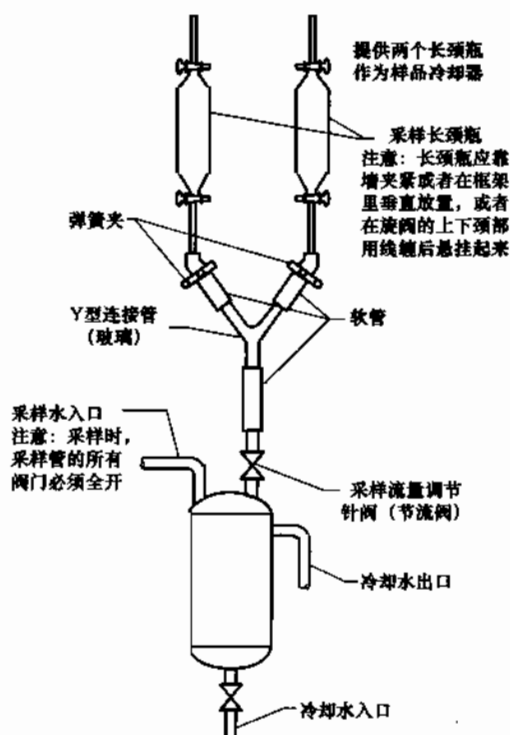 提供两个长颈瓶
作为样品冷却器
采样长颈瓶
注意：长颈瓶应靠
墙夹紧或者在框架
里垂直放置，或者
在旋阀的上下颈部
用线缠后悬挂起来
弹簧夹
Y型连接管
（玻璃）
软管
采样水入口
注意：采样时，
采样管的所有
阀门必须全开
采样流量调节
针阀（节流阀）
冷却水出口
冷却水入口